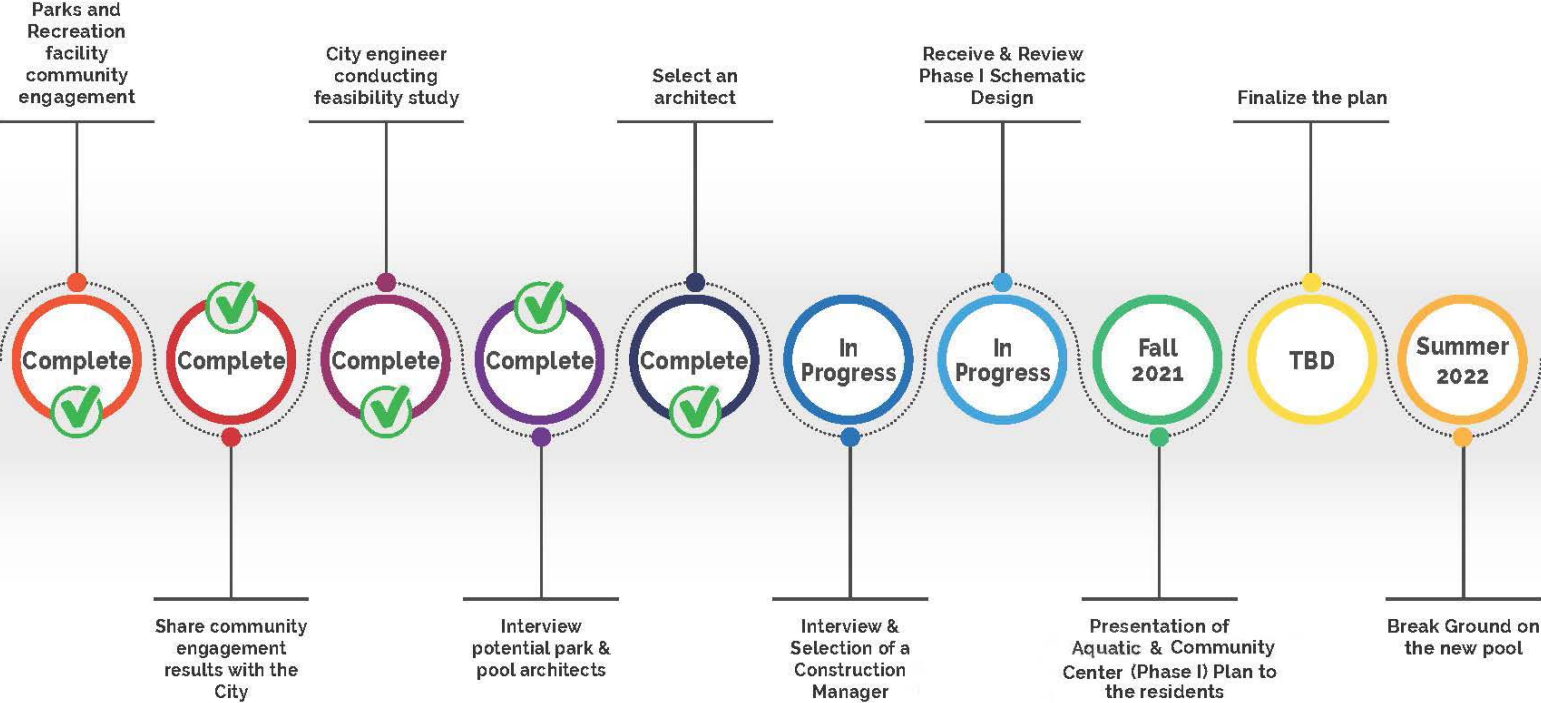 Parks and
Recreation
facility
community
engagement
City engineer
conducting
feasibility study
Select an
architect
Receive & Review
Phase I Schematic
Design
Finalize the plan
Complete
Complete
Complete
Complete
Complete
In
Progress
In
Progress
Fall
2021
TBD
Summer
2022
Share community
engagement
results with the
City
Interview
potential park &
pool architects
Interview &
Selection of a
Construction
Manager
Presentation of
Aquatic & Community
Center (Phase I) Plan to
the residents
Break Ground on
the new pool